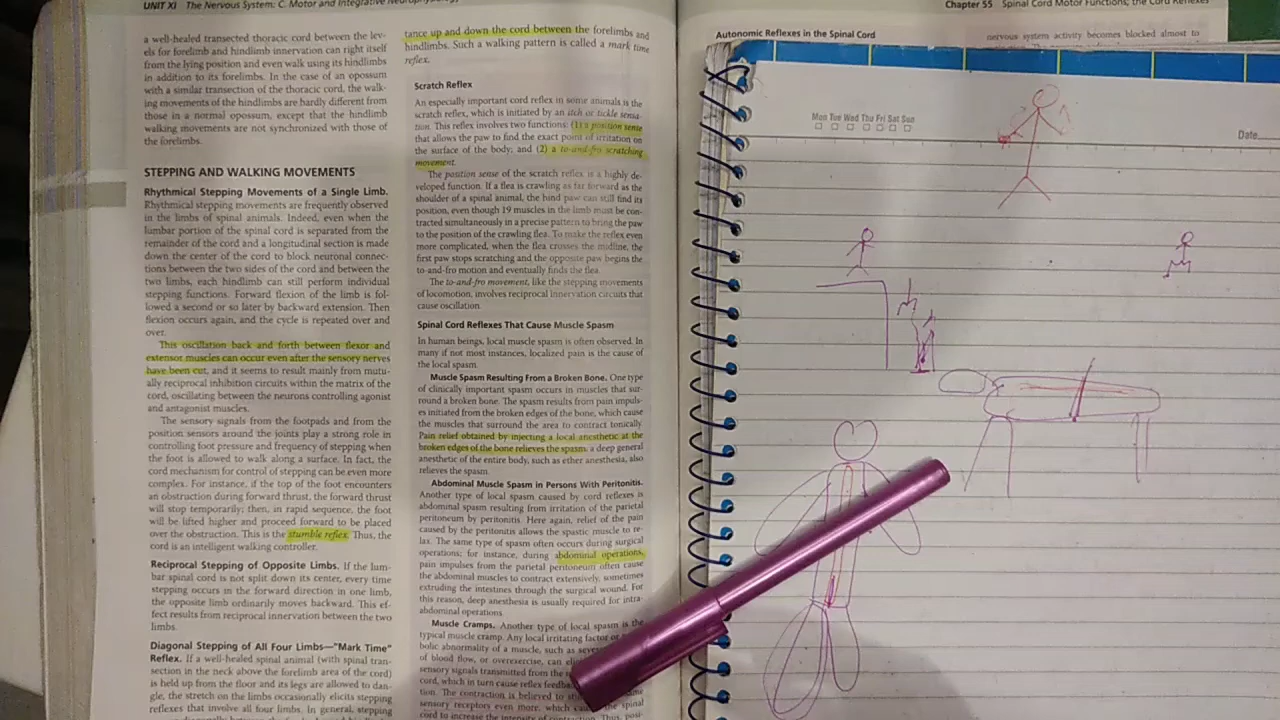 UNIT XI The Nervous System: C. Motor and Integrative Neurophysiology
a well-healed transected thoracic cord between the lev-
els for forelimb and hindlimb innervation can right itself
from the lying position and even walk using its hindlimbs
in addition to its forelimbs. In the case of an opossum
with a similar transection of the thoracic cord, the walk-
ing movements of the hindlimbs are hardly different from
those in a normal opossum, except that the hindlimb
walking movements are not synchronized with those of
the forelimbs.
STEPPING AND WALKING MOVEMENTS
Rhythmical Stepping Movements of a Single Limb.
Rhythmical stepping movements are frequently observed
in the limbs of spinal animals. Indeed, even when the
lumbar portion of the spinal cord is separated from the
remainder of the cord and a longitudinal section is made
down the center of the cord to block neuronal connec-
tions between the two sides of the cord and between the
two limbs, each hindlimb can still perform individual
stepping functions. Forward flexion of the limb is fol-
lowed a second or so later by backward extension. Then
flexion occurs again, and the cycle is repeated over and
over.
This oscillation back and forth between flexor and
extensor muscles can occur even after the sensory nerves
have been cut, and it seems to result mainly from mutu-
ally reciprocal inhibition circuits within the matrix of the
cord, oscillating between the neurons controlling agonist
and antagonist muscles.
The sensory signals from the footpads and from the
position sensors around the joints play a strong role in
controlling foot pressure and frequency of stepping when
the foot is allowed to walk along a surface. In fact, the
cord mechanism for control of stepping can be even more
complex. For instance, if the top of the foot encounters
an obstruction during forward thrust, the forward thrust
will stop temporarily; then, in rapid sequence, the foot
will be lifted higher and proceed forward to be placed
over the obstruction. This is the stumble reflex. Thus, the
cord is an intelligent walking controller.
Reciprocal Stepping of Opposite Limbs. If the lum-
bar spinal cord is not split down its center, every time
stepping occurs in the forward direction in one limb,
the opposite limb ordinarily moves backward. This ef-
fect results from reciprocal innervation between the two
limbs.
Diagonal Stepping of All Four Limbs—"Mark Time"
Reflex. If a well-healed spinal animal (with spinal tran-
section in the neck above the forelimb area of the cord)
is held up from the floor and its legs are allowed to dan-
gle, the stretch on the limbs occasionally elicits stepping
reflexes that involve all four limbs. In general, stepping
tance up and down the cord between the forelimbs and
hindlimbs. Such a walking pattern is called a mark time
reflex.
Scratch Reflex
An especially important cord reflex in some animals is the
scratch reflex, which is initiated by an itch or tickle sensa-
tion. This reflex involves two functions: (1) a position sense
that allows the paw to find the exact point of irritation on
the surface of the body; and (2) a to-and-fro scratching
movement.
The position sense of the scratch reflex is a highly de-
veloped function. If a flea is crawling as far forward as the
shoulder of a spinal animal, the hind paw can still find its
position, even though 19 muscles in the limb must be con-
tracted simultaneously in a precise pattern to bring the paw
to the position of the crawling flea. To make the reflex even
more complicated, when the flea crosses the midline, the
first paw stops scratching and the opposite paw begins the
to-and-fro motion and eventually finds the flea.
The to-and-fro movement, like the stepping movements
of locomotion, involves reciprocal innervation circuits that
cause oscillation.
Spinal Cord Reflexes That Cause Muscle Spasm
In human beings, local muscle spasm is often observed. In
many if not most instances, localized pain is the cause of
the local spasm.
Muscle Spasm Resulting From a Broken Bone. One type
of clinically important spasm occurs in muscles that sur-
round a broken bone. The spasm results from pain impuls-
es initiated from the broken edges of the bone, which cause
the muscles that surround the area to contract tonically.
Pain relief obtained by injecting a local anesthetic at the
broken edges of the bone relieves the spasm; a deep general
anesthetic of the entire body, such as ether anesthesia, also
relieves the spasm.
Abdominal Muscle Spasm in Persons With Peritonitis.
Another type of local spasm caused by cord reflexes is
abdominal spasm resulting from irritation of the parietal
peritoneum by peritonitis. Here again, relief of the pain
caused by the peritonitis allows the spastic muscle to re-
lax. The same type of spasm often occurs during surgical
operations; for instance, during abdominal operations,
pain impulses from the parietal peritoneum often cause
the abdominal muscles to contract extensively, sometimes
extruding the intestines through the surgical wound. For
this reason, deep anesthesia is usually required for intra-
abdominal operations.
Muscle Cramps. Another type of local spasm is the
typical muscle cramp. Any local irritating factor or
bolic abnormality of a muscle, such as
of blood flow, or overexercise, can
sensory signals transmitted from the
cord, which in turn cause reflex
tion. The contraction is believed to
sensory receptors even more, which the spinal
cord to increase the intensity of contraction. Thus,
Chapter 55 Spinal Cord Motor Functions; the Cord Reflexes
Autonomic Reflexes in the Spinal Cord
nervous system activity becomes blocked almost to
Mon Tue Wed Thu Fri Sat Sun
Date